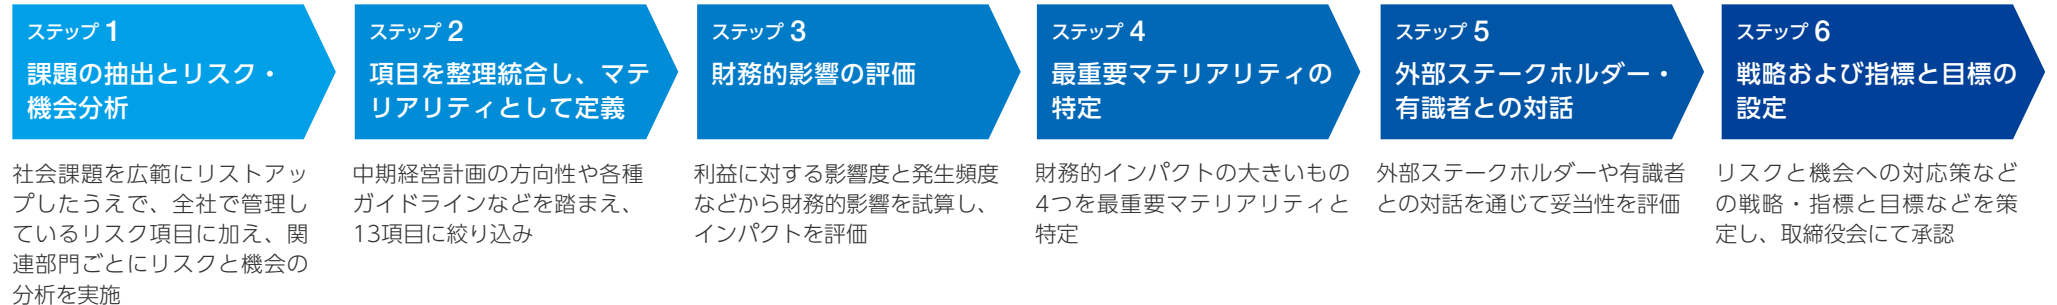 ステップ 1
課題の抽出とリスク・
機会分析
社会課題を広範にリストアッ
プしたうえで、全社で管理し
ているリスク項目に加え、関
連部門ごとにリスクと機会の
分析を実施
ステップ 2
項目を整理統合し、マテ
リアリティとして定義
中期経営計画の方向性や各種
ガイドラインなどを踏まえ、
13項目に絞り込み
ステップ 3
財務的影響の評価
利益に対する影響度と発生頻度
などから財務的影響を試算し、
インパクトを評価
ステップ 4
最重要マテリアリティの
特定
財務的インパクトの大きいもの
4つを最重要マテリアリティと
特定
ステップ 5
外部ステークホルダー・
有識者との対話
外部ステークホルダーや有識者
との対話を通じて妥当性を評価
ステップ 6
戦略および指標と目標の
設定
リスクと機会への対応策など
の戦略・指標と目標などを策
定し、取締役会にて承認